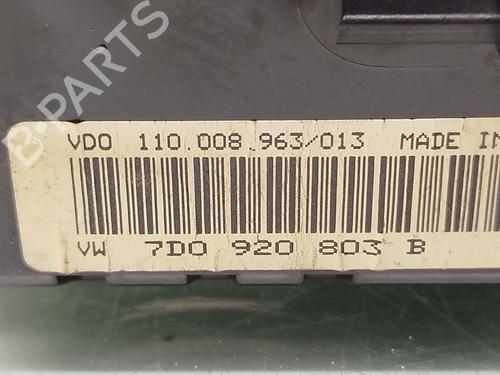 B-PARTS
VDO 110.008.963/013 MADE IN
VW 7D0 920 803 B